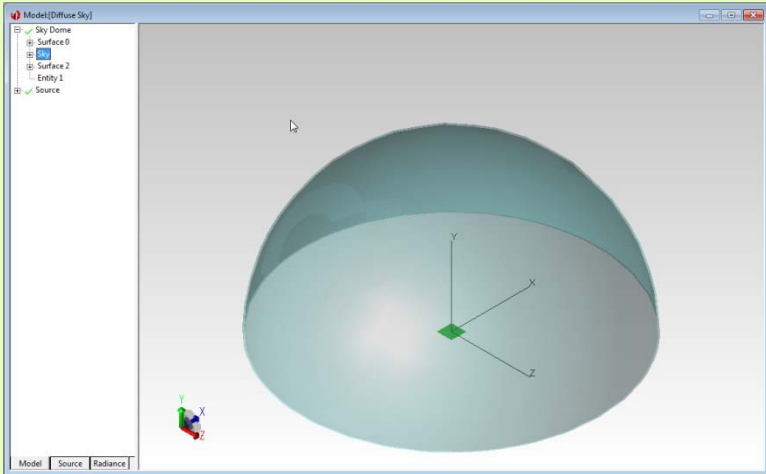 Model:[Diffuse Sky]
Sky Dome
Surface 0
Sky
Surface 2
Entity 1
Source
Y
X
Z
Y
X
Z
Model Source Radiance